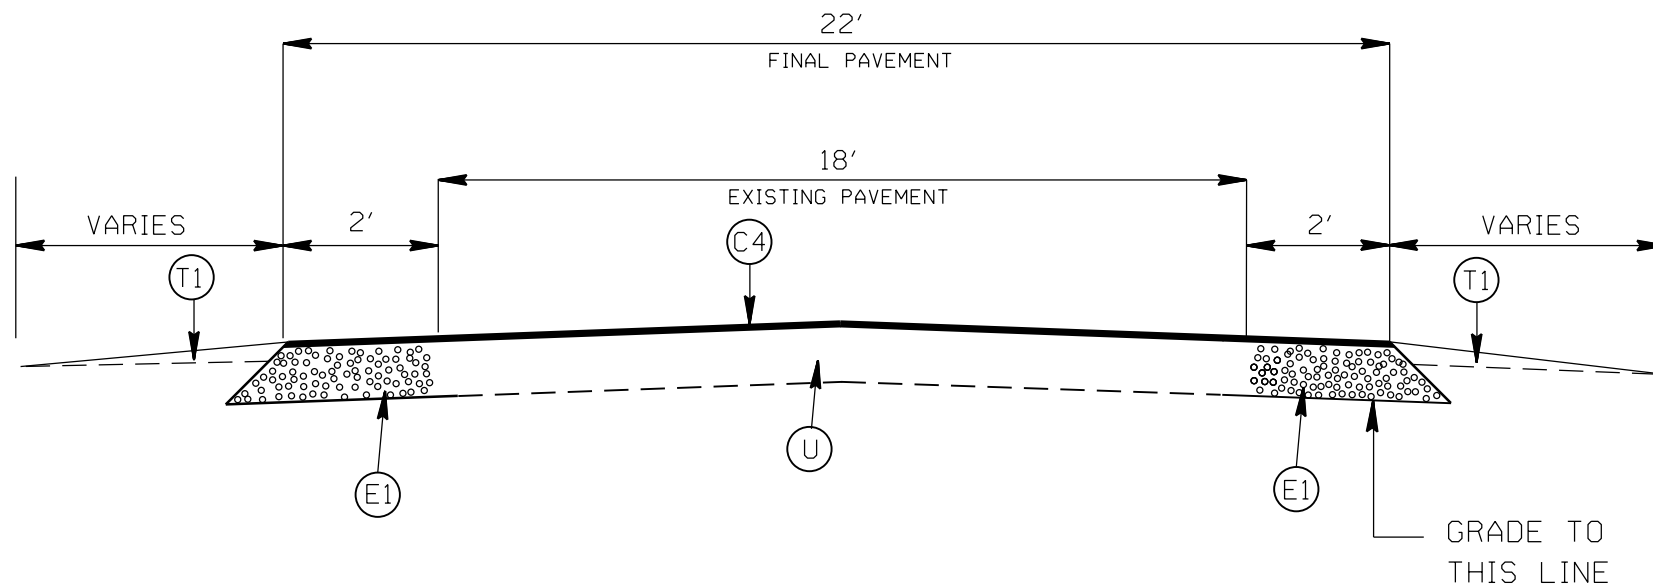 22'
FINAL PAVEMENT
18'
EXISTING PAVEMENT
VARIES
2'
2'
VARIES
C4
T1
T1
U
E1
E1
GRADE TO
THIS LINE